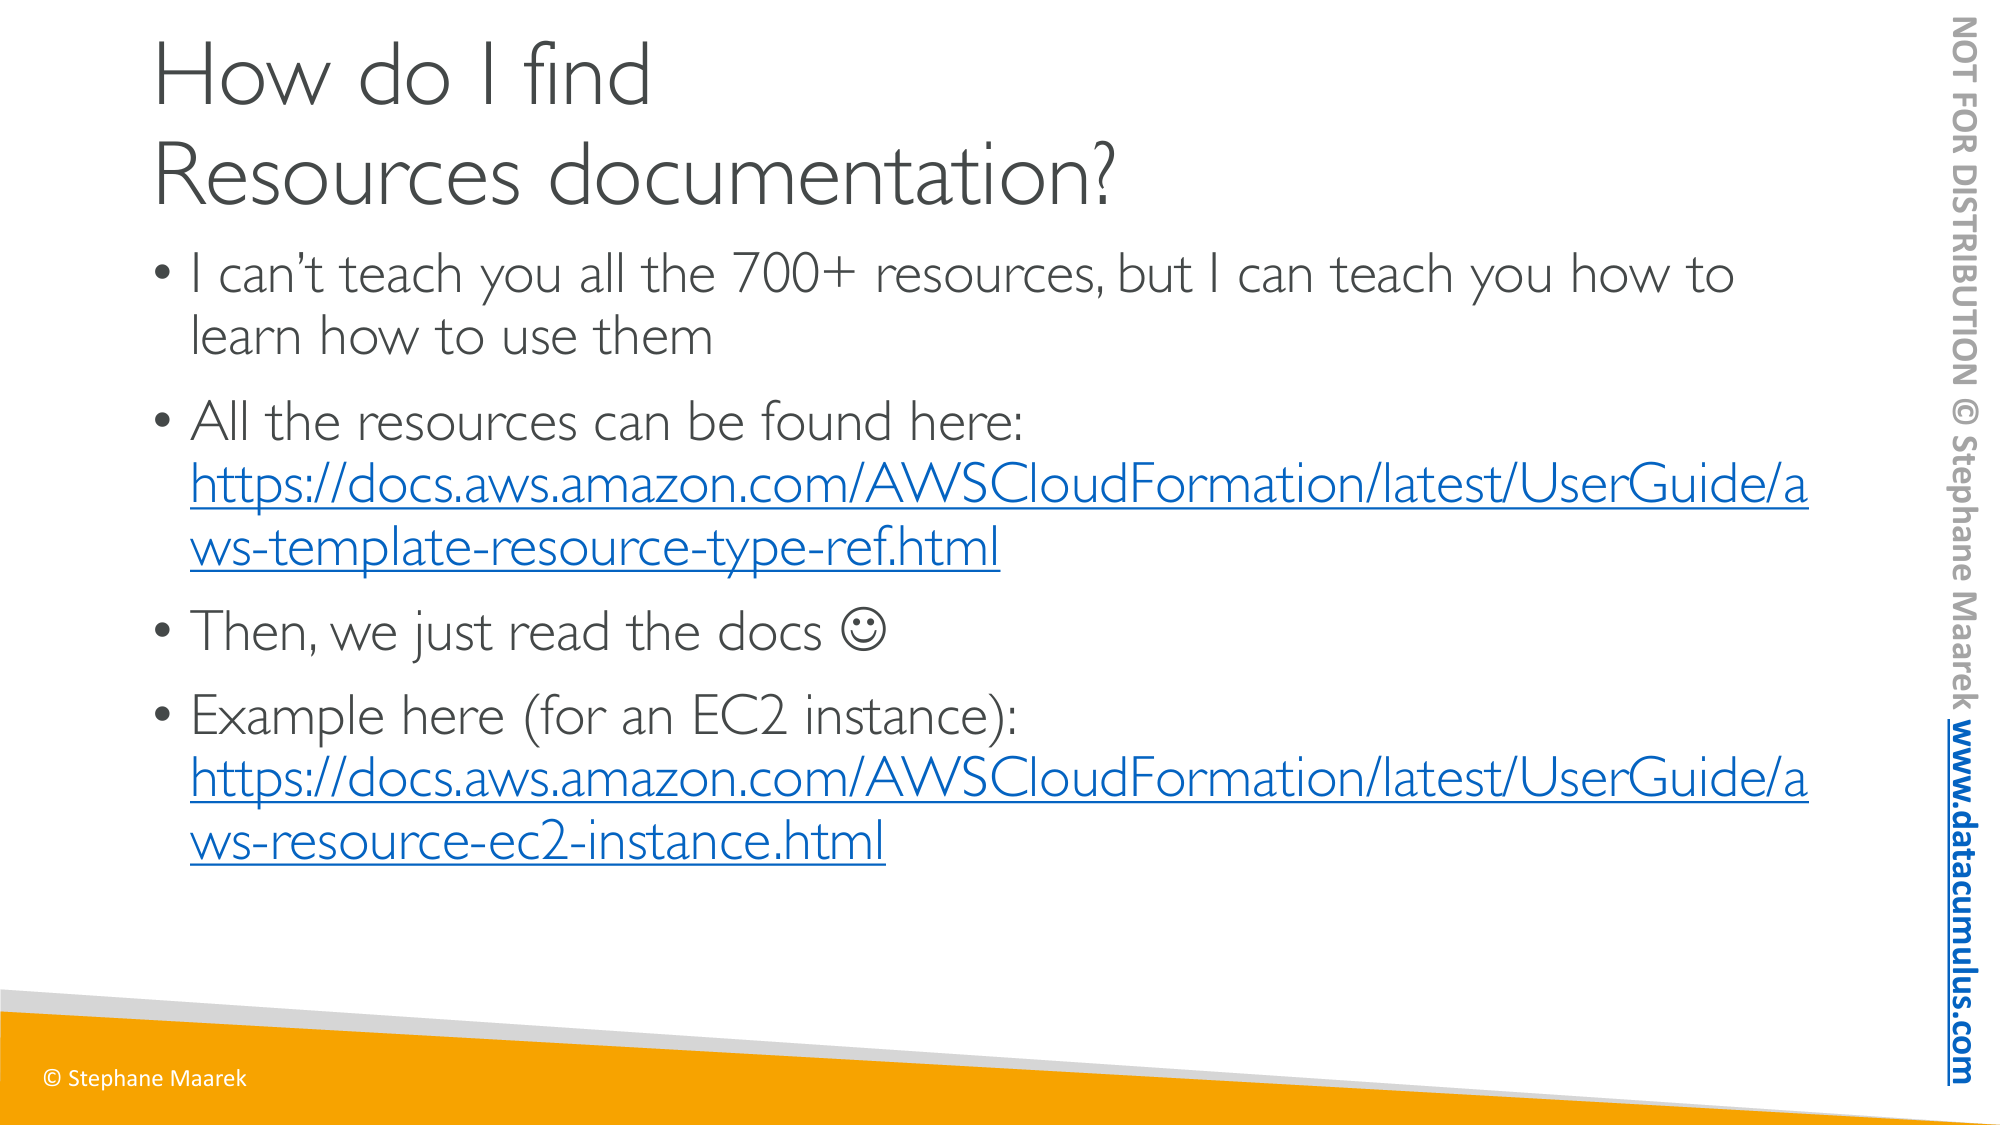 How do I find
Resources documentation?
• I can’t teach you all the 700+ resources, but I can teach you how to
learn how to use them
• All the resources can be found here:
https://docs.aws.amazon.com/AWSCloudFormation/latest/UserGuide/a
ws-template-resource-type-ref.html
• Then, we just read the docs ☺
• Example here (for an EC2 instance):
https://docs.aws.amazon.com/AWSCloudFormation/latest/UserGuide/a
ws-resource-ec2-instance.html
© Stephane Maarek
NOT FOR DISTRIBUTION © Stephane Maarek www.datacumulus.com